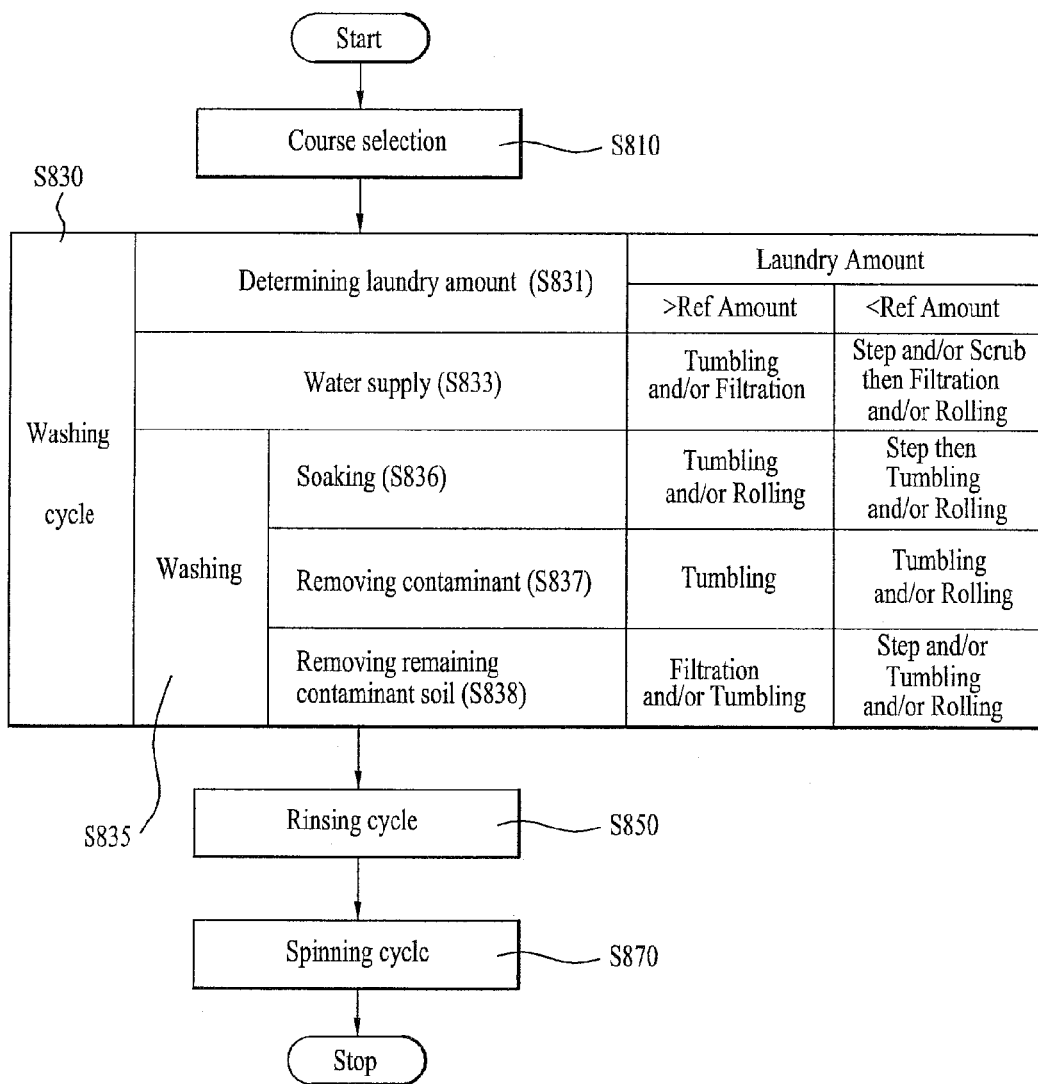 Start
Course selection
S810
S830
Washing
cycle
Determining laundry amount (S831)
Laundry Amount
>Ref Amount
<Ref Amount
Water supply (S833)
Tumbling
and/or Filtration
Step and/or Scrub
then Filtration
and/or Rolling
Washing
Soaking (S836)
Tumbling
and/or Rolling
Step then
Tumbling
and/or Rolling
Removing contaminant (S837)
Tumbling
Tumbling
and/or Rolling
Removing remaining
contaminant soil (S838)
Filtration
and/or Tumbling
Step and/or
Tumbling
and/or Rolling
S835
Rinsing cycle
S850
Spinning cycle
S870
Stop